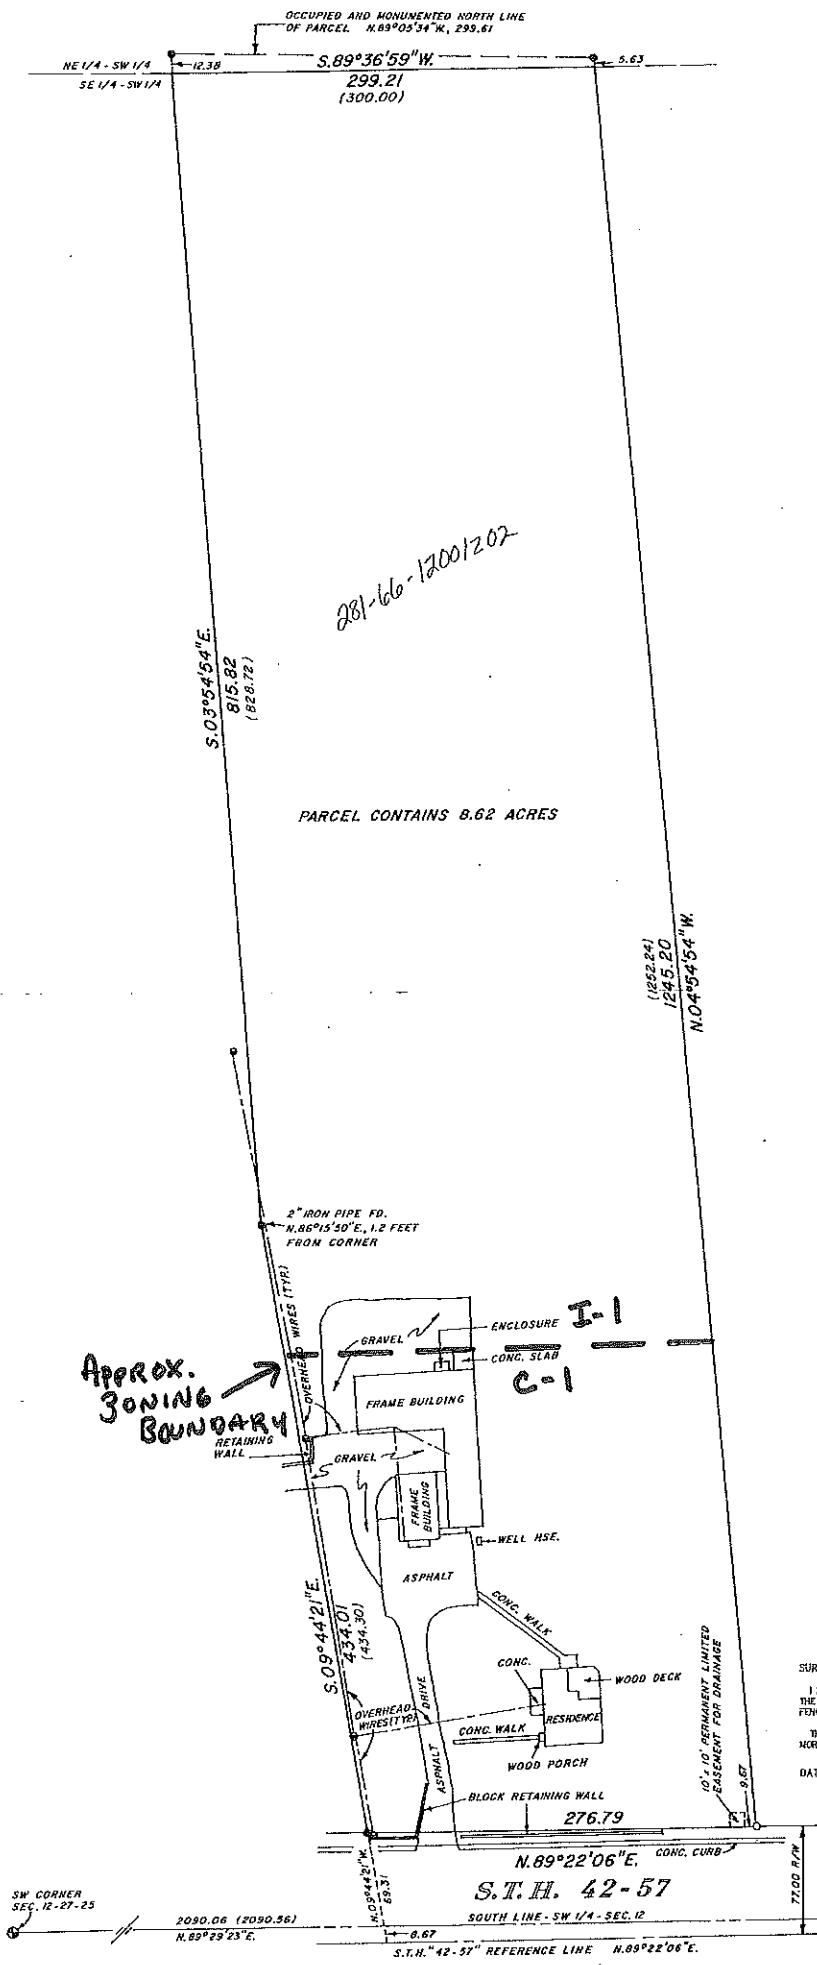 OCCUPIED AND MONUMENTED NORTH LINE
OF PARCEL N.89°05'34"W., 299.61
NE 1/4 - SW 1/4
SE 1/4 - SW 1/4
12.38
S.89°36'59"W.
299.21
(300.00)
5.63
281-66-12001202
S.03°54'54"E.
815.82
(828.72)
PARCEL CONTAINS 8.62 ACRES
(1252.24)
1245.20
N.04°54'54"W.
2" IRON PIPE FD.
N.86°15'50"E., 1.2 FEET
FROM CORNER
OVERHEAD WIRES (TYP.)
GRAVEL
ENCLOSURE
I-1
CONC. SLAB
C-1
APPROX.
ZONING
BOUNDARY
FRAME BUILDING
RETAINING
WALL
GRAVEL
FRAME
BUILDING
WELL HSE.
ASPHALT
S.09°44'21"E.
434.01
(434.30)
CONC. WALK
CONC.
WOOD DECK
OVERHEAD
WIRES (TYP.)
ASPHALT DRIVE
RESIDENCE
CONC. WALK
WOOD PORCH
BLOCK RETAINING WALL
10' x 10' PERMANENT LIMITED
EASEMENT FOR DRAINAGE
9.67
276.79
N.89°22'06"E.
CONC. CURB
S.T.H. 42-57
77.00 R/W
N.09°44'21"W.
69.31
SW CORNER
SEC. 12-27-25
2090.06 (2090.56)
N.89°29'23"E.
SOUTH LINE - SW 1/4 - SEC. 12
8.67
S.T.H. "42-57" REFERENCE LINE N.89°22'06"E.
SUR
I
THE
FEN
TH
MOR
DAT